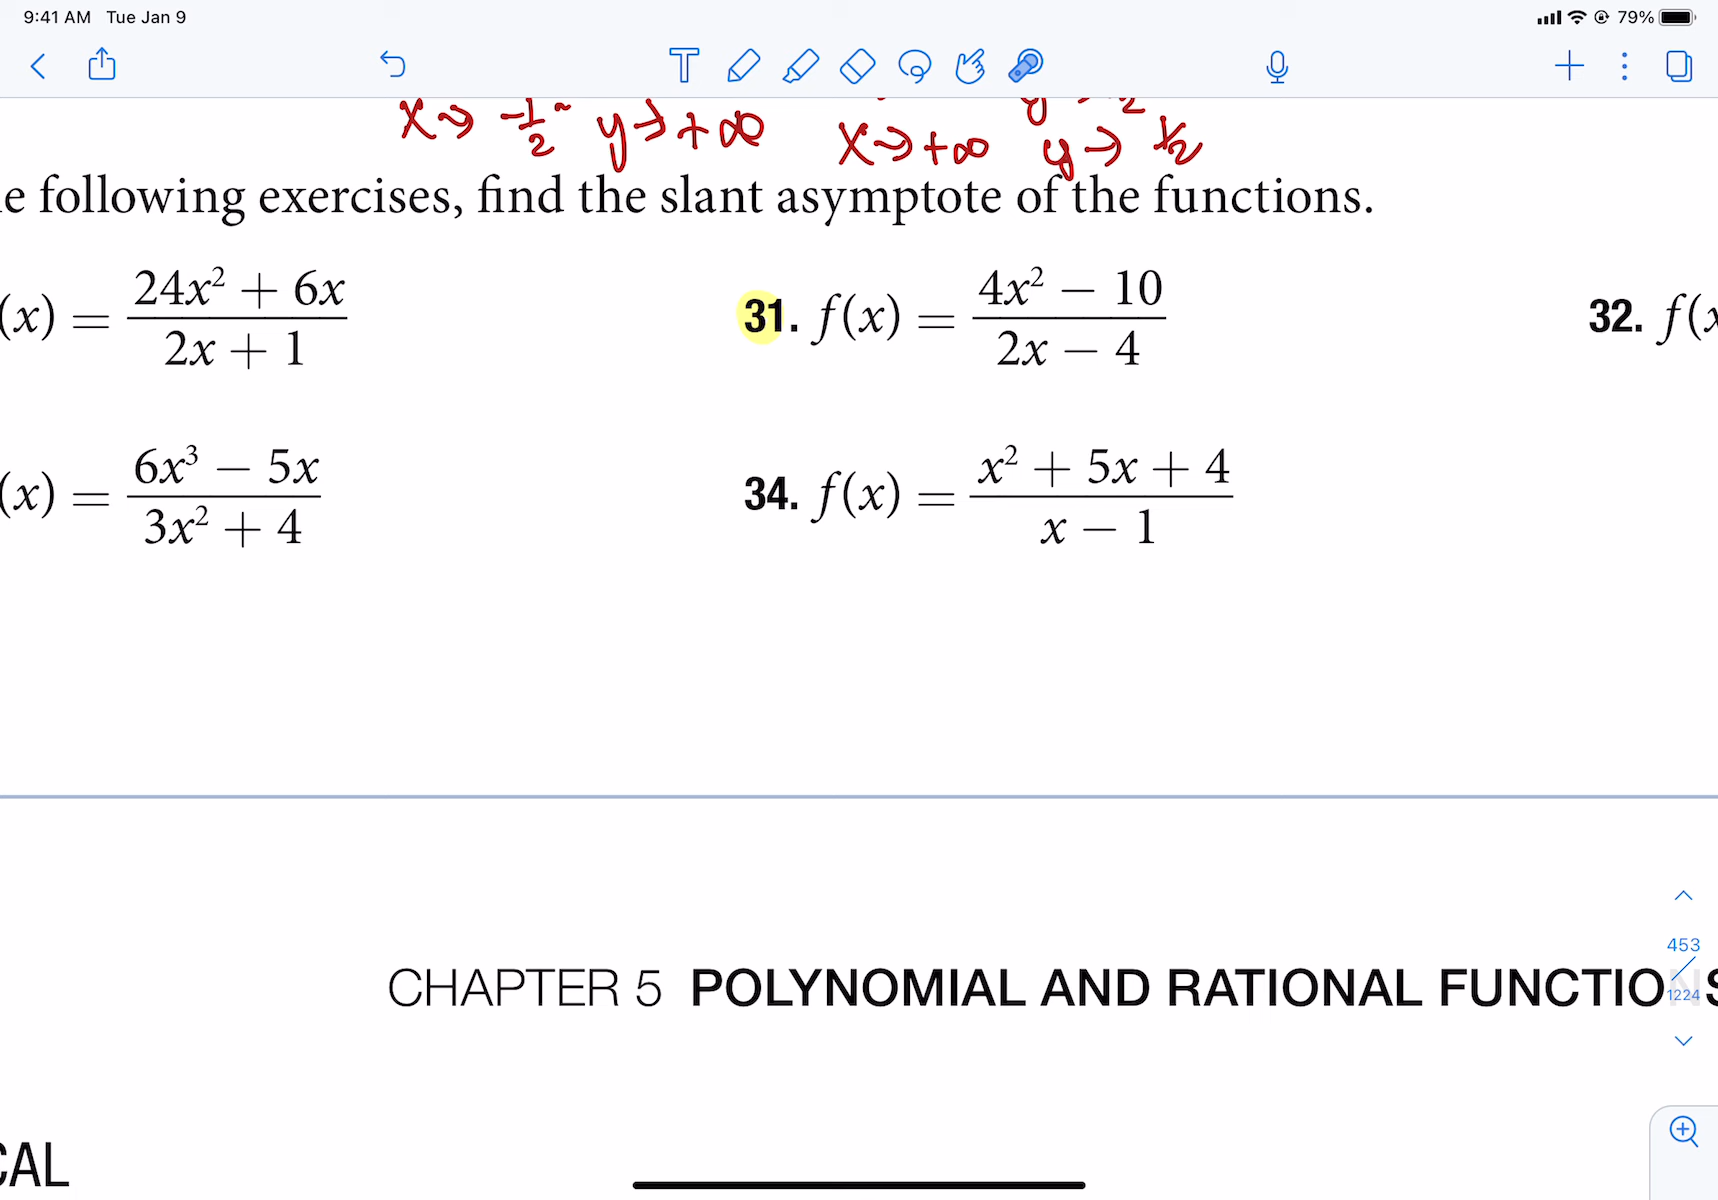 9:41 AM Tue Jan 9 79%
x → -1/2⁻ y → +∞
x → +∞ y → 1/2
e following exercises, find the slant asymptote of the functions.
(x) = (24x² + 6x)/(2x + 1) 31. f(x) = (4x² − 10)/(2x − 4) 32. f(x
(x) = (6x³ − 5x)/(3x² + 4) 34. f(x) = (x² + 5x + 4)/(x − 1)
453
1224
CHAPTER 5 POLYNOMIAL AND RATIONAL FUNCTIONS
CAL